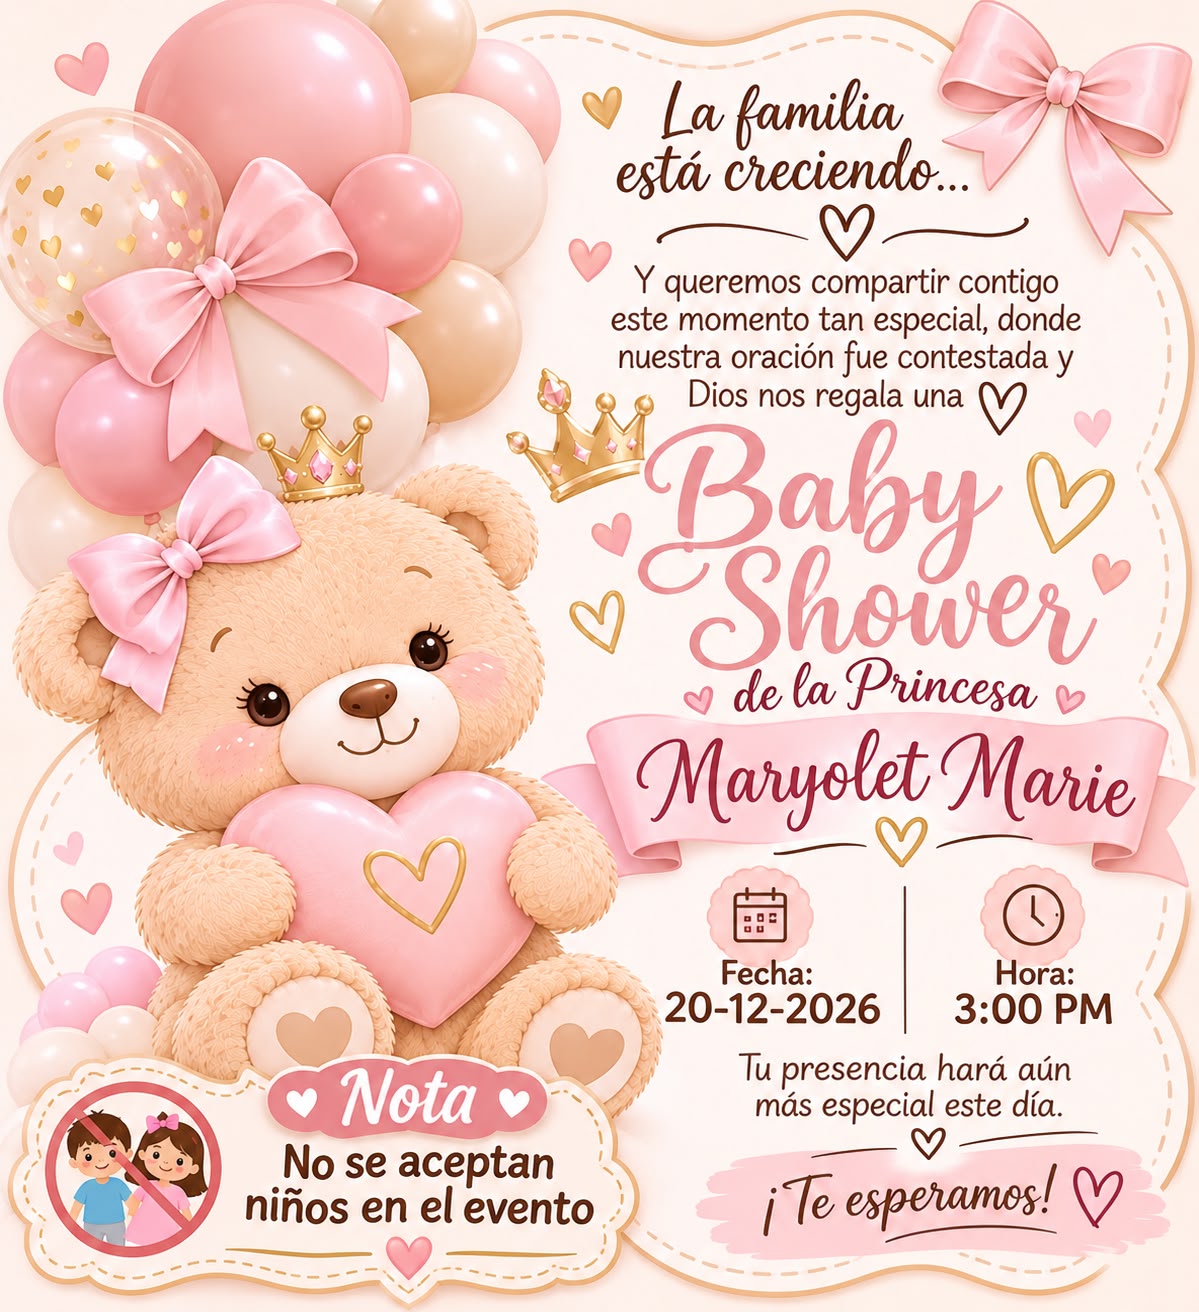 La familia
está creciendo...
Y queremos compartir contigo
este momento tan especial, donde
nuestra oración fue contestada y
Dios nos regala una
Baby
Shower
de la Princesa
Maryolet Marie
Fecha:
20-12-2026
Hora:
3:00 PM
Tu presencia hará aún
más especial este día.
¡Te esperamos!
Nota
No se aceptan
niños en el evento